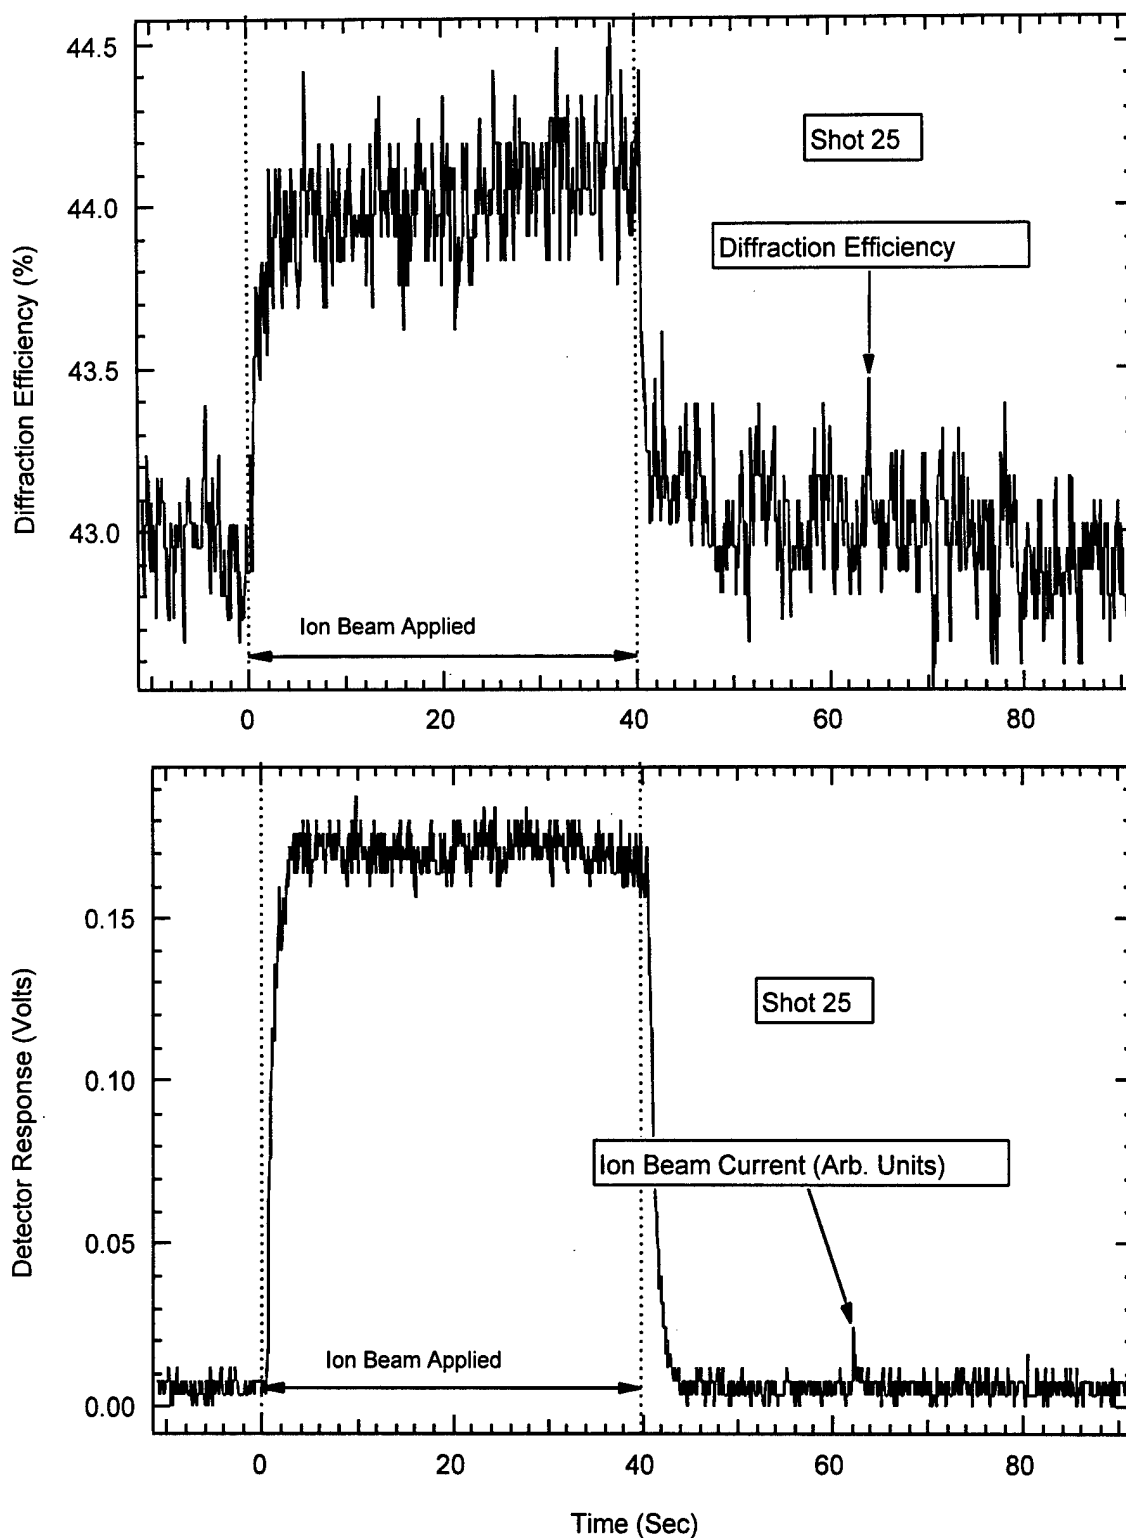 44.5
44.0
43.5
43.0
Diffraction Efficiency (%)
Shot 25
Diffraction Efficiency
Ion Beam Applied
0 20 40 60 80
0.15
0.10
0.05
0.00
Detector Response (Volts)
Shot 25
Ion Beam Current (Arb. Units)
Ion Beam Applied
0 20 40 60 80
Time (Sec)